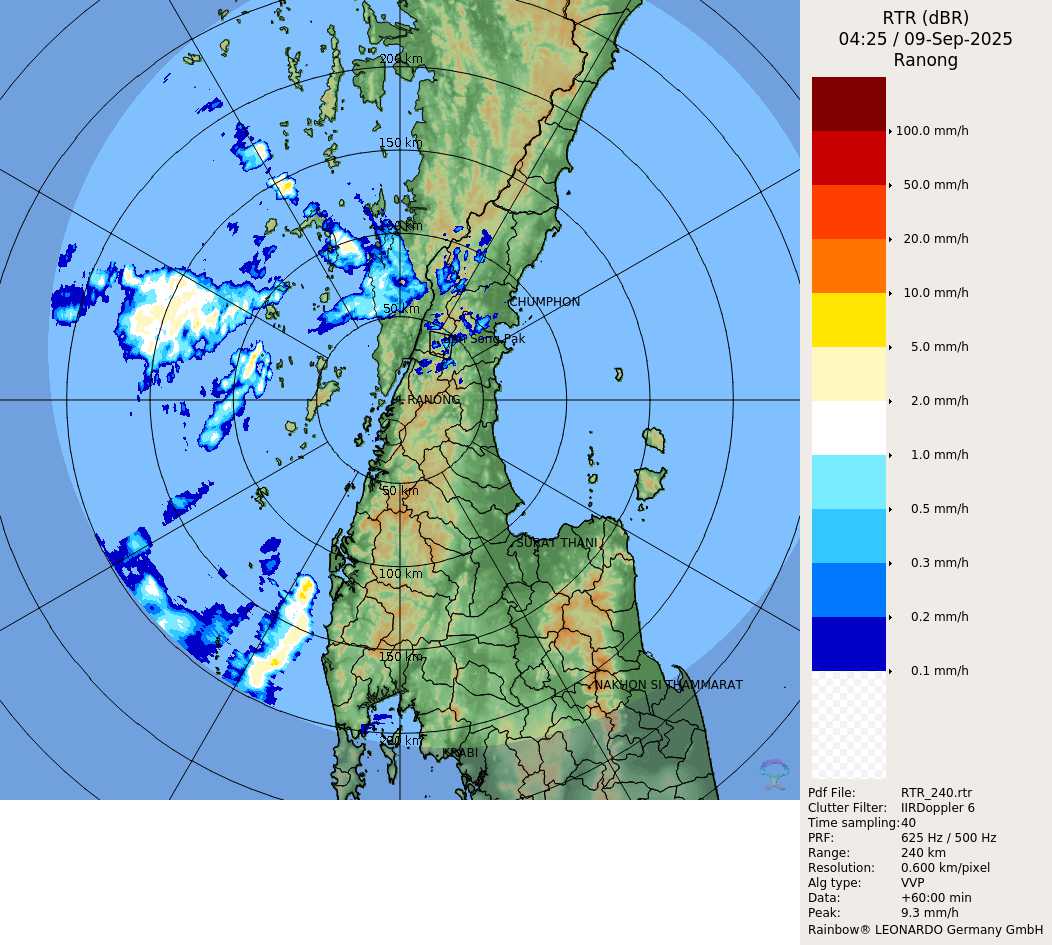 RTR (dBR)
04:25 / 09-Sep-2025
Ranong
100.0 mm/h
50.0 mm/h
20.0 mm/h
10.0 mm/h
5.0 mm/h
2.0 mm/h
1.0 mm/h
0.5 mm/h
0.3 mm/h
0.2 mm/h
0.1 mm/h
200 km
150 km
100 km
50 km
CHUMPHON
Song Pak
RANONG
50 km
SURAT THANI
100 km
150 km
NAKHON SI THAMMARAT
200 km
KRABI
Pdf File: RTR_240.rtr
Clutter Filter: IIRDoppler 6
Time sampling:40
PRF: 625 Hz / 500 Hz
Range: 240 km
Resolution: 0.600 km/pixel
Alg type: VVP
Data: +60:00 min
Peak: 9.3 mm/h
Rainbow® LEONARDO Germany GmbH